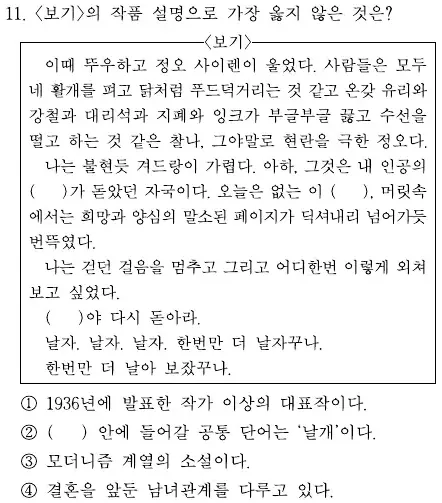 11. <보기>의 작품 설명으로 가장 옳지 않은 것은?
<보기>
이때 뚜우하고 정오 사이렌이 울었다. 사람들은 모두
네 활개를 펴고 닭처럼 푸드덕거리는 것 같고 온갖 유리와
강철과 대리석과 지폐와 잉크가 부글부글 끓고 수선을
떨고 하는 것 같은 찰나, 그야말로 현란을 극한 정오다.
나는 불현듯 겨드랑이 가렵다. 아하, 그것은 내 인공의
(    )가 돋았던 자국이다. 오늘은 없는 이 (    ), 머릿속
에서는 희망과 양심의 말소된 페이지가 딕셔내리 넘어가듯
번뜩였다.
나는 걷던 걸음을 멈추고 그리고 어디한번 이렇게 외쳐
보고 싶었다.
(    )야 다시 돋아라.
날자. 날자. 날자. 한번만 더 날자꾸나.
한번만 더 날아 보잤꾸나.
① 1936년에 발표한 작가 이상의 대표작이다.
② (    ) 안에 들어갈 공통 단어는 '날개'이다.
③ 모더니즘 계열의 소설이다.
④ 결혼을 앞둔 남녀관계를 다루고 있다.